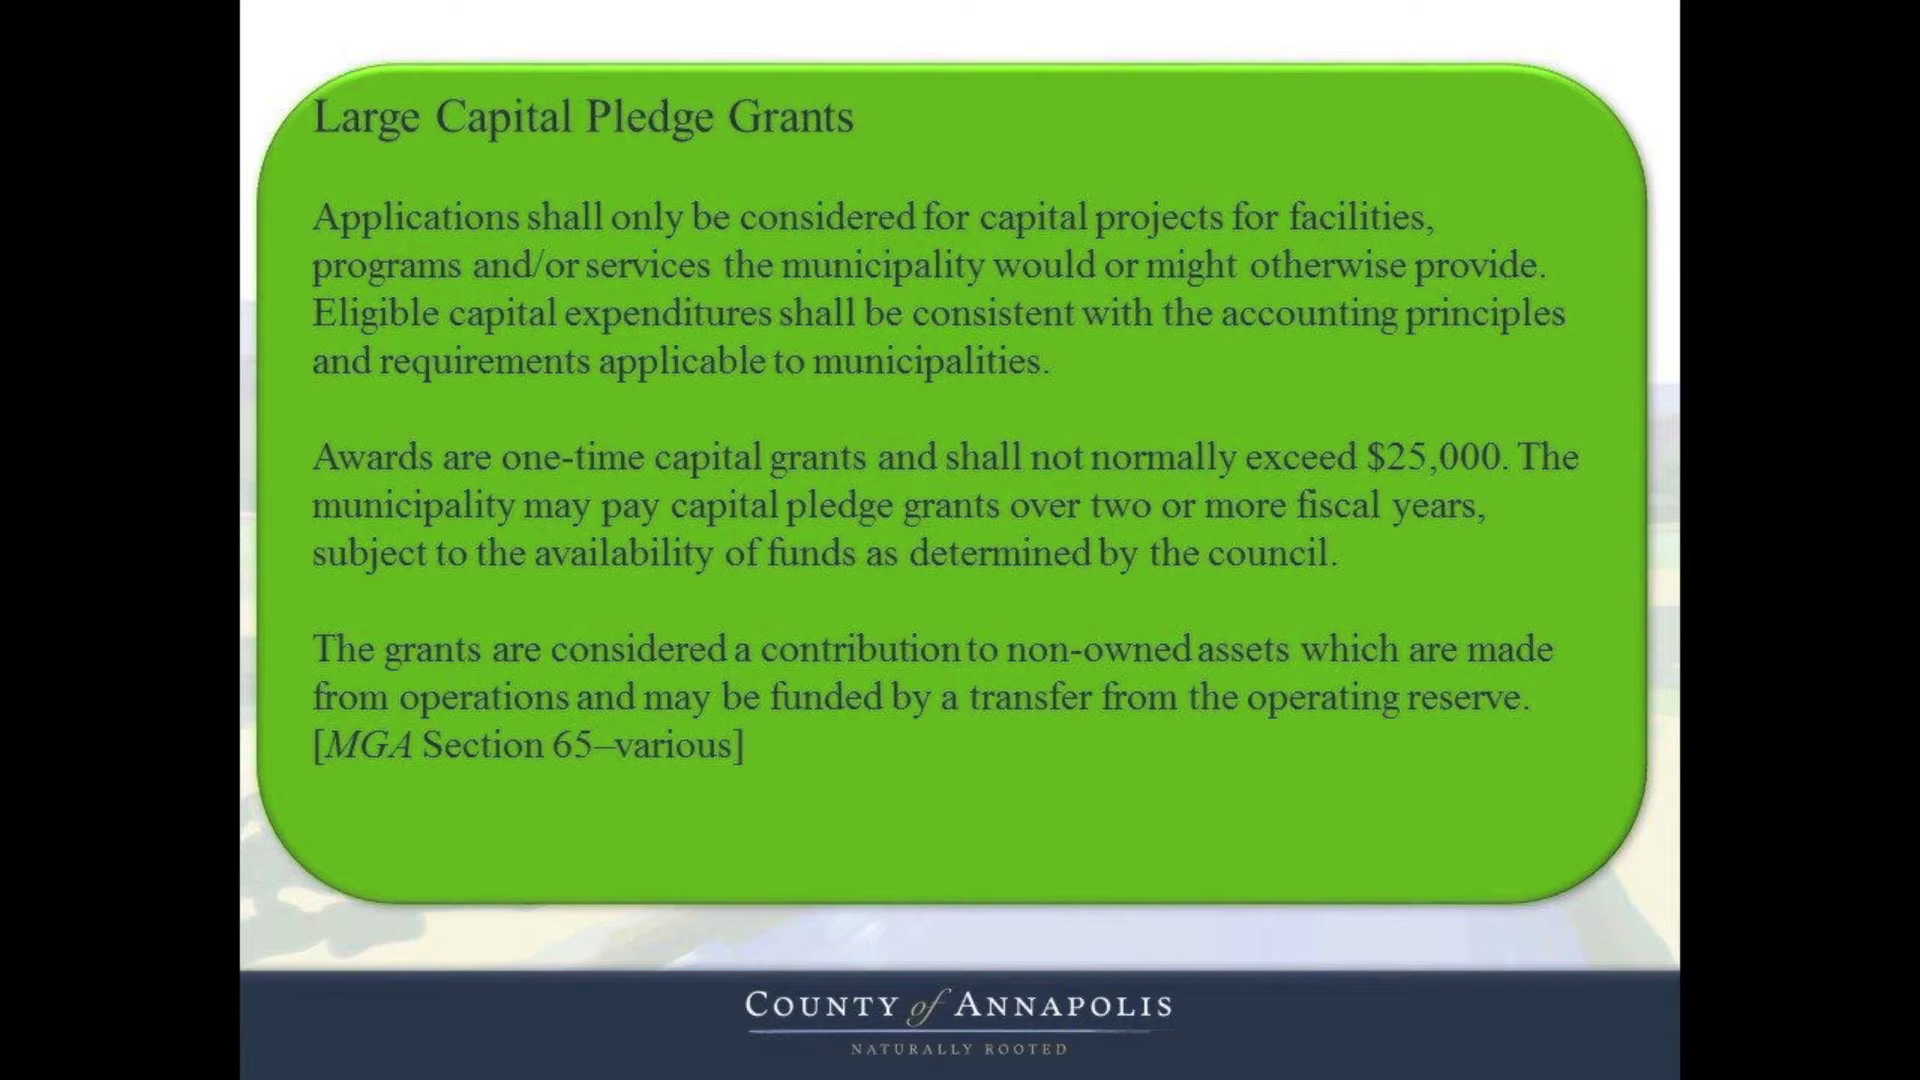 Large Capital Pledge Grants
Applications shall only be considered for capital projects for facilities,
programs and/or services the municipality would or might otherwise provide.
Eligible capital expenditures shall be consistent with the accounting principles
and requirements applicable to municipalities.
Awards are one-time capital grants and shall not normally exceed $25,000. The
municipality may pay capital pledge grants over two or more fiscal years,
subject to the availability of funds as determined by the council.
The grants are considered a contribution to non-owned assets which are made
from operations and may be funded by a transfer from the operating reserve.
[MGA Section 65–various]
COUNTY of ANNAPOLIS
NATURALLY ROOTED